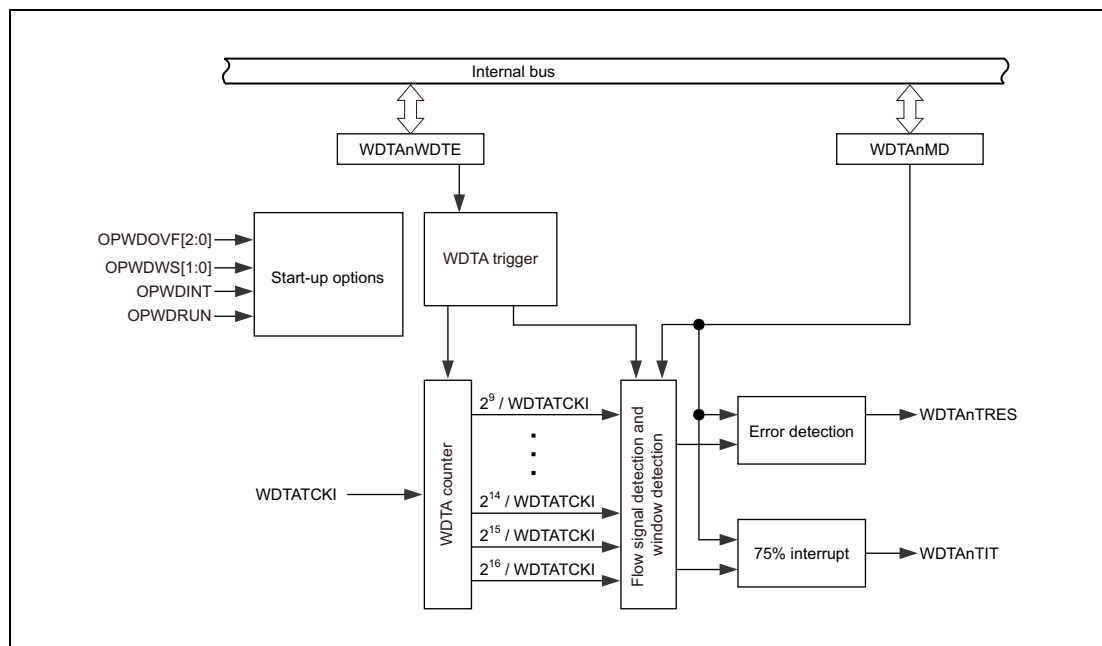 Internal bus
WDTAnWDTE
WDTAnMD
OPWDOVF[2:0]
OPWDWS[1:0]
OPWDINT
OPWDRUN
Start-up options
WDTA trigger
WDTATCKI
WDTA counter
2⁹ / WDTATCKI
2¹⁴ / WDTATCKI
2¹⁵ / WDTATCKI
2¹⁶ / WDTATCKI
Flow signal detection and
window detection
Error detection
WDTAnTRES
75% interrupt
WDTAnTIT